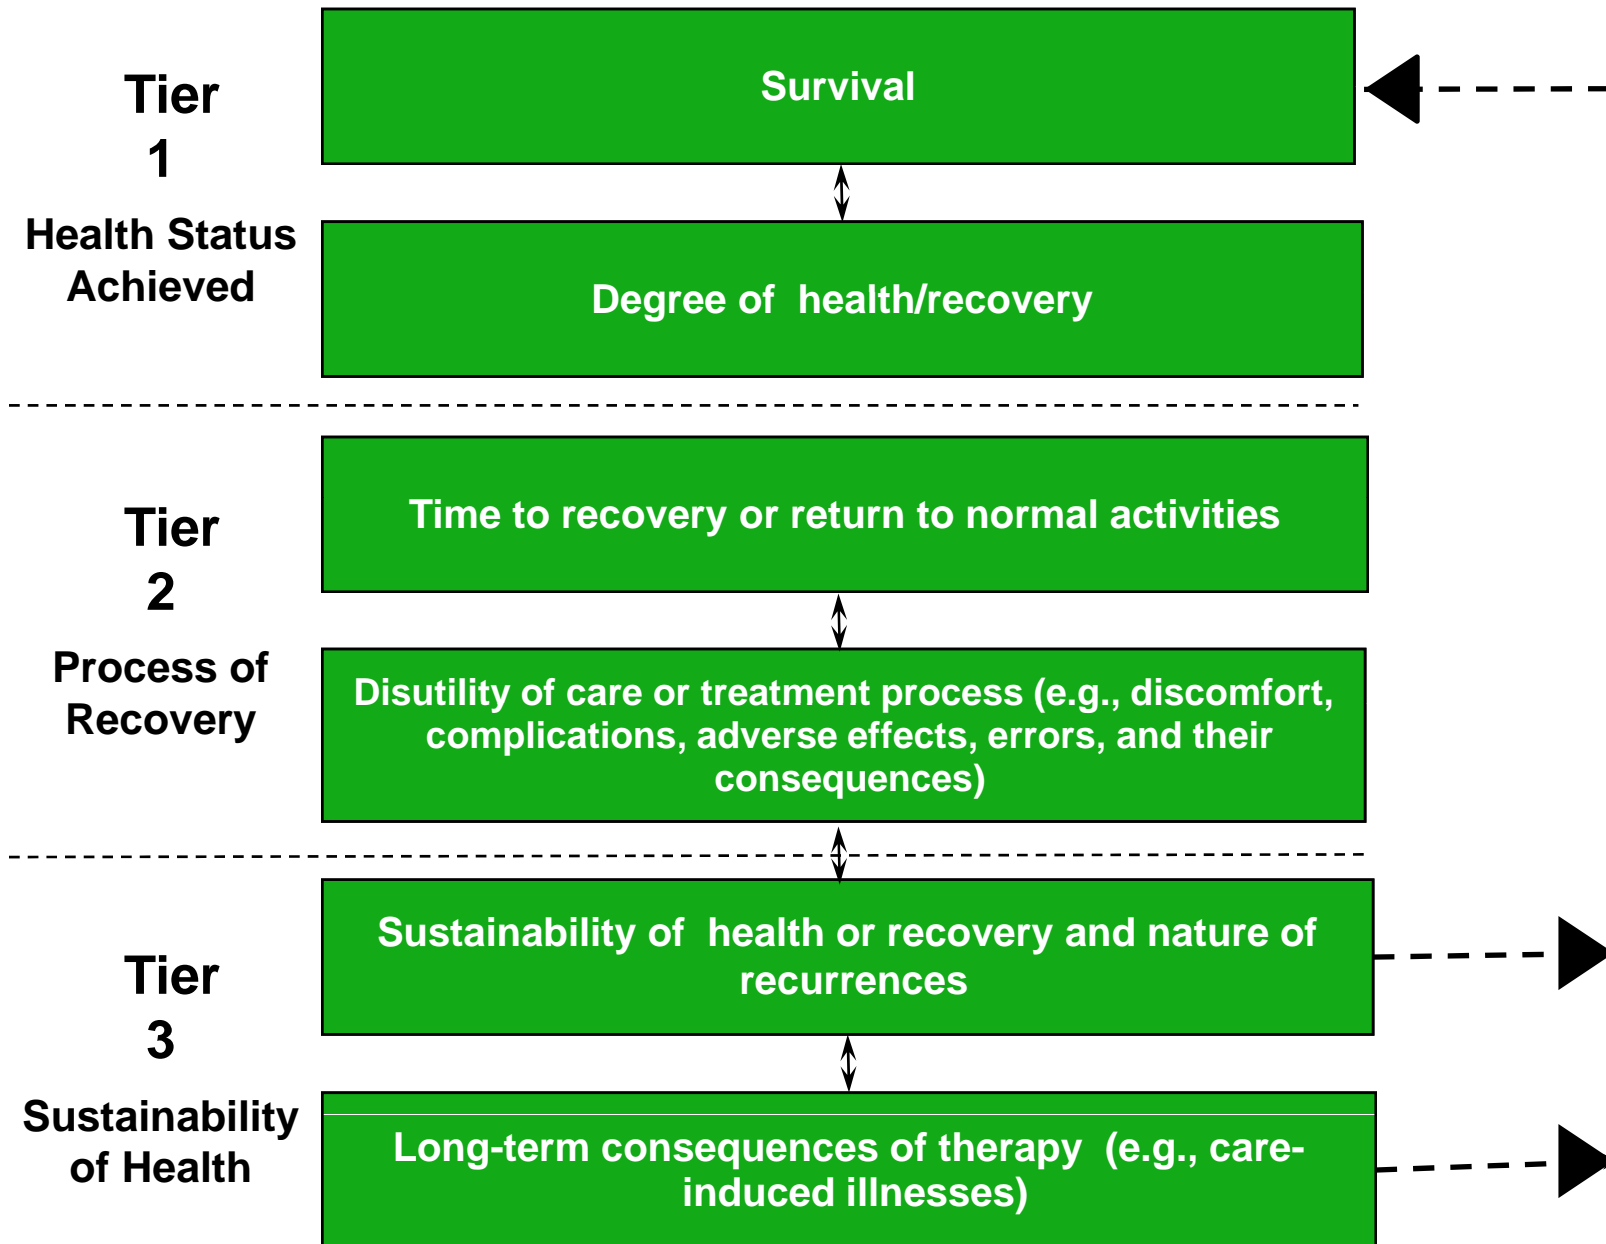 Tier
1
Health Status
Achieved
Survival
Degree of  health/recovery
Tier
2
Process of
Recovery
Time to recovery or return to normal activities
Disutility of care or treatment process (e.g., discomfort,
complications, adverse effects, errors, and their
consequences)
Tier
3
Sustainability
of Health
Sustainability of  health or recovery and nature of
recurrences
Long-term consequences of therapy  (e.g., care-
induced illnesses)